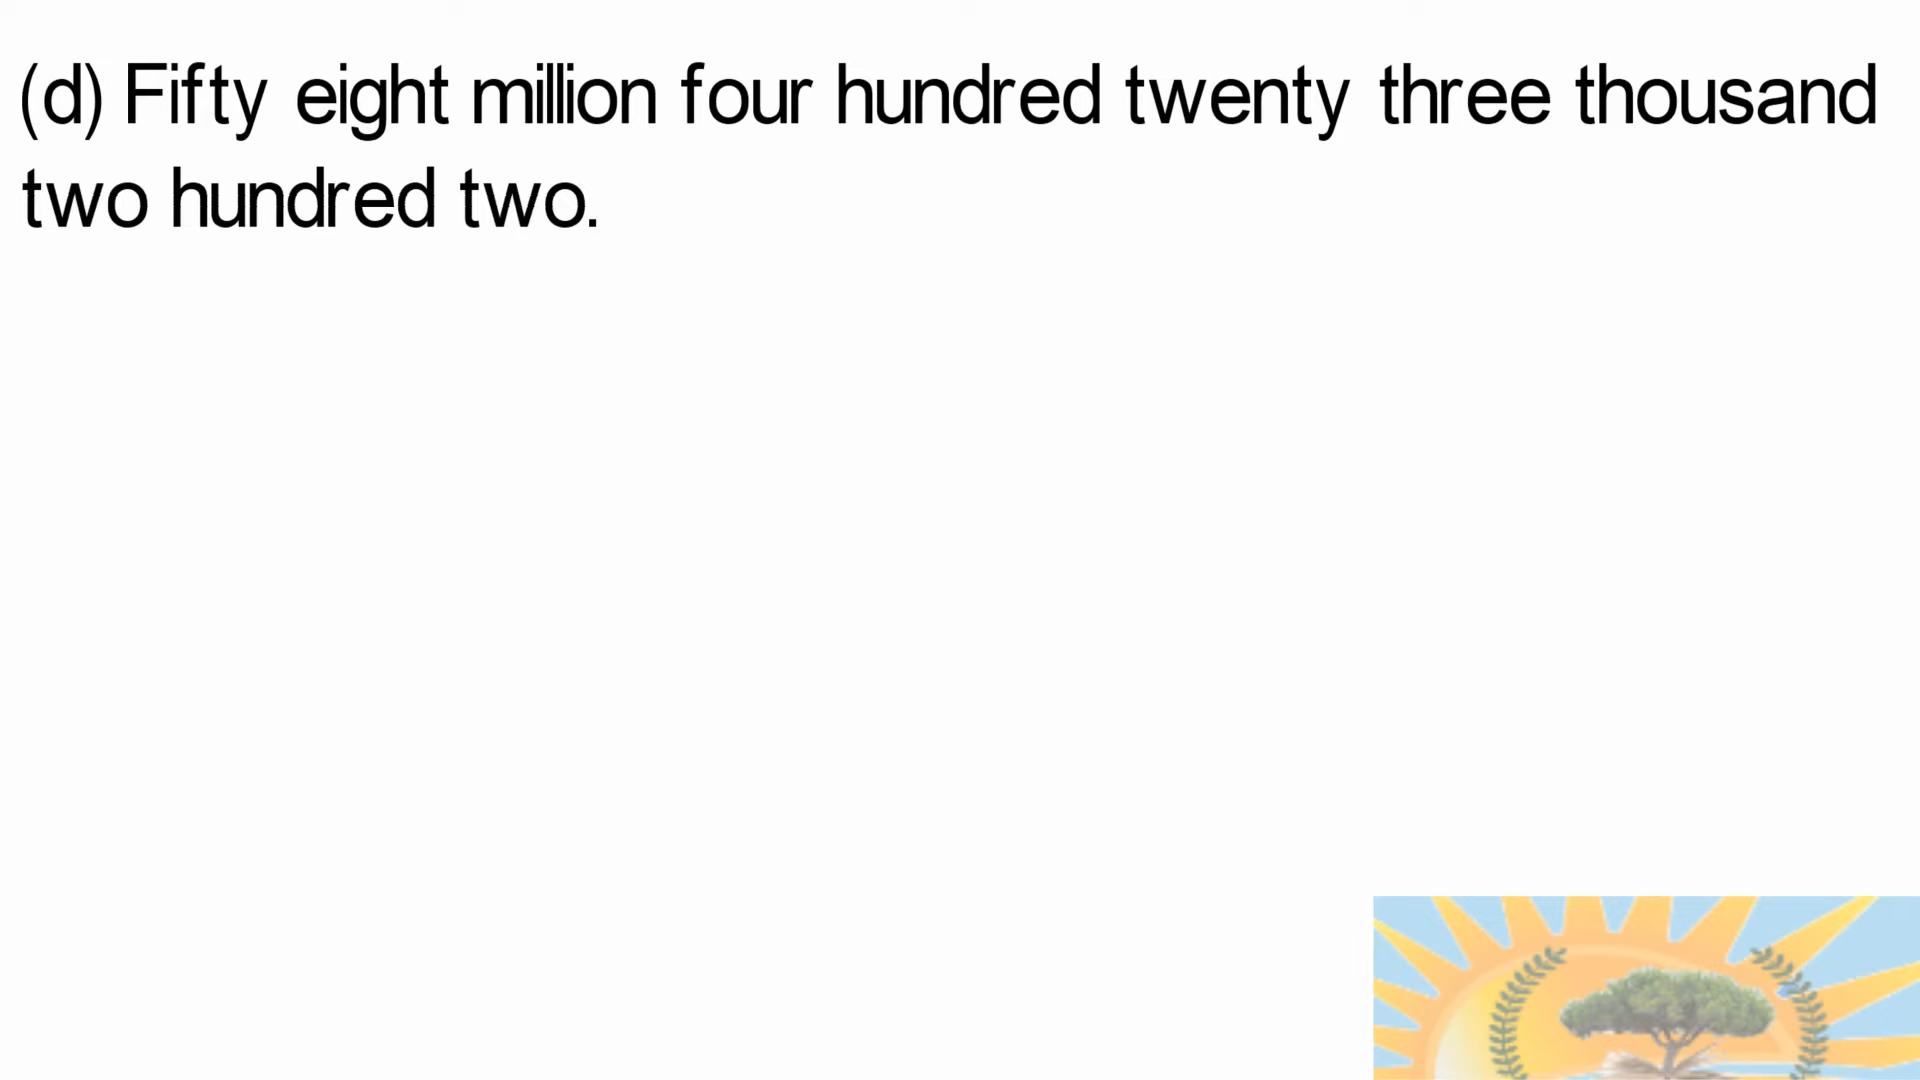 (d) Fifty eight million four hundred twenty three thousand
two hundred two.